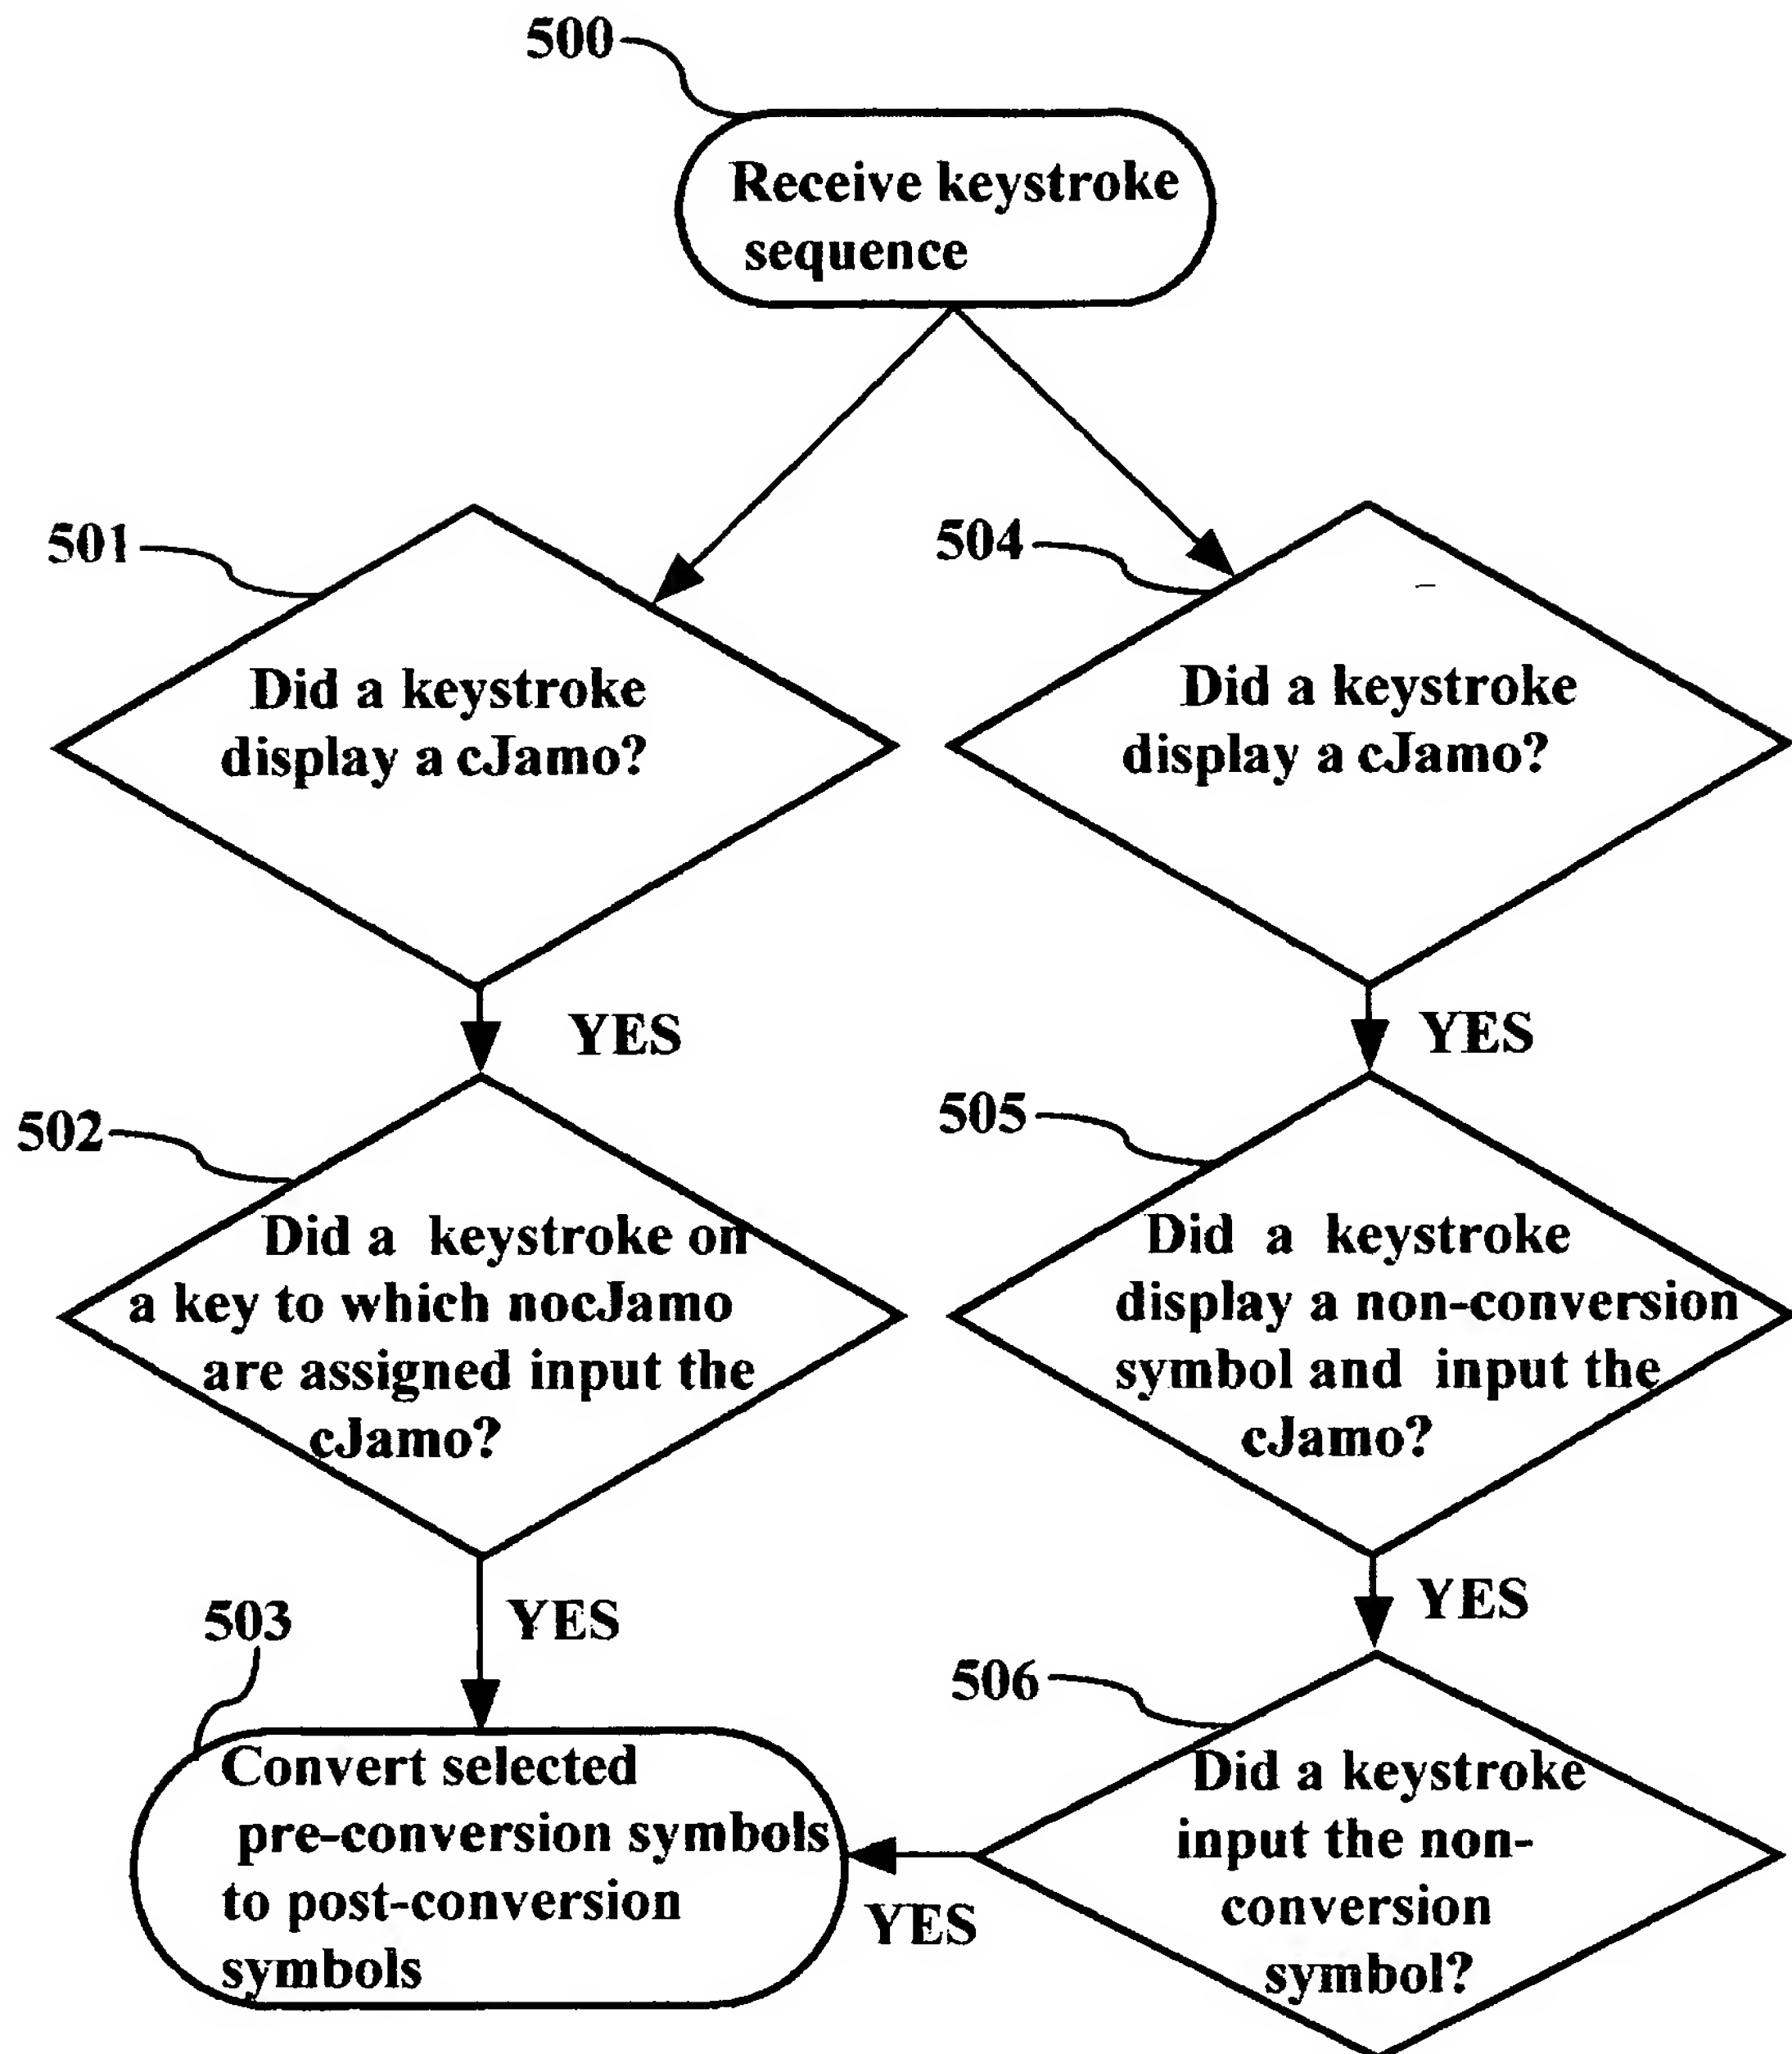 500
Receive keystroke
sequence
501
Did a keystroke
display a cJamo?
504
Did a keystroke
display a cJamo?
YES
YES
502
Did a keystroke on
a key to which nocJamo
are assigned input the
cJamo?
505
Did a keystroke
display a non-conversion
symbol and input the
cJamo?
YES
YES
503
Convert selected
pre-conversion symbols
to post-conversion
symbols
506
Did a keystroke
input the non-
conversion
symbol?
YES